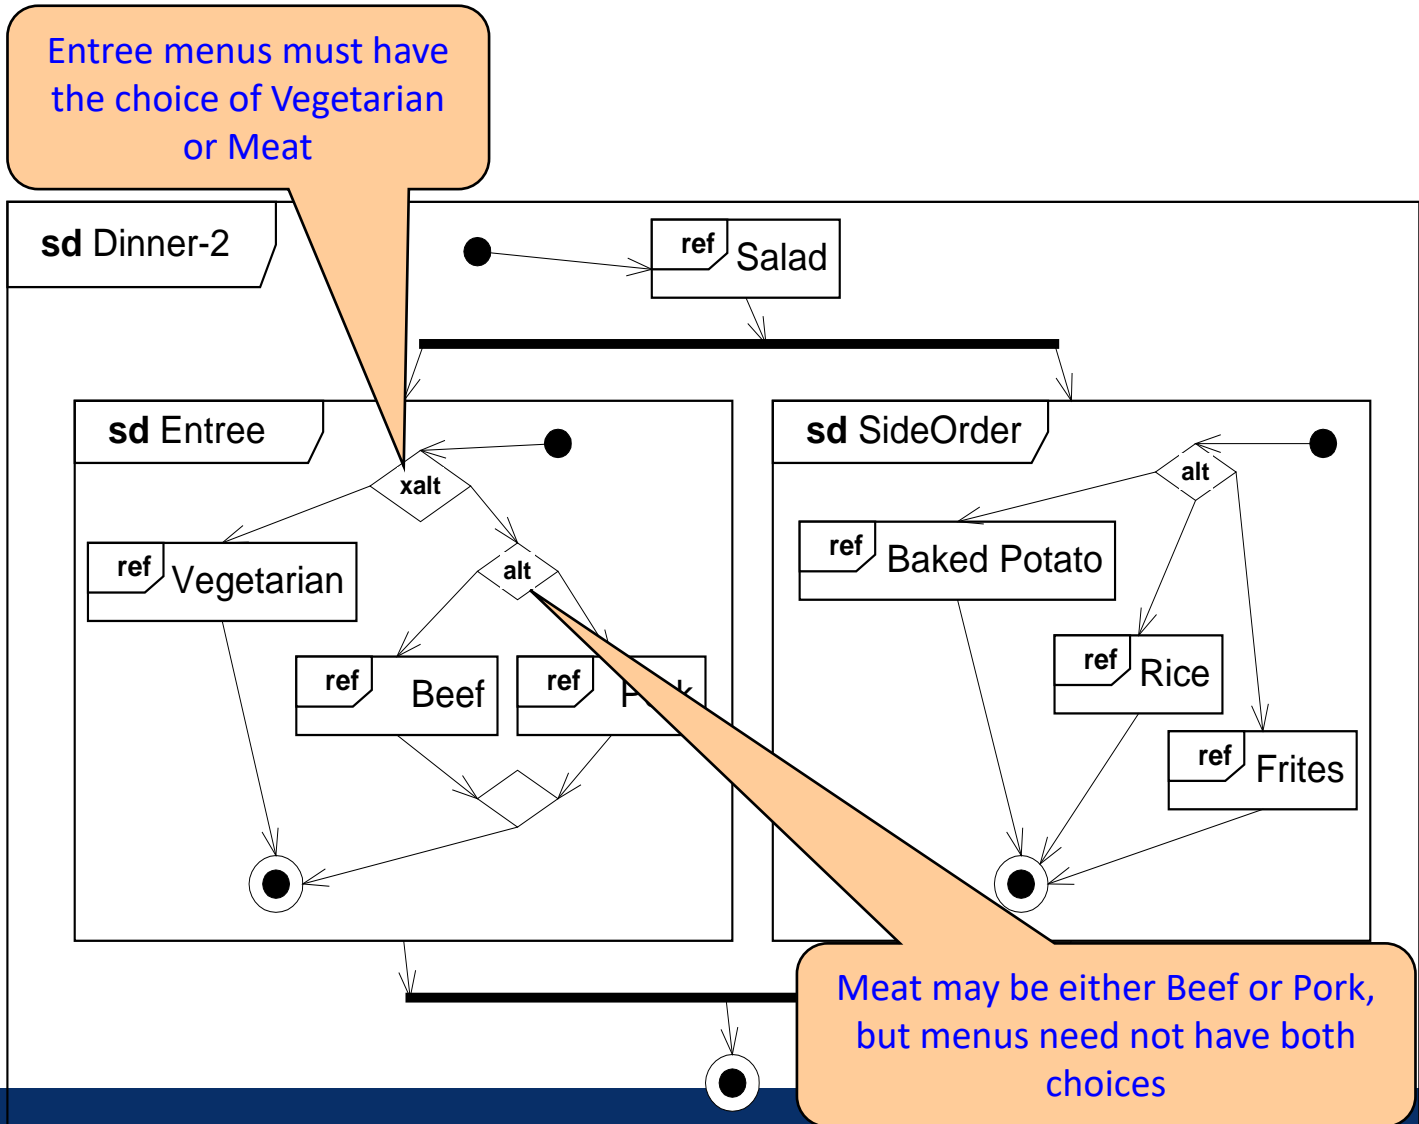 Entree menus must have
the choice of Vegetarian
or Meat
sd Dinner-2
ref Salad
sd Entree
sd SideOrder
xalt
alt
ref Vegetarian
alt
ref Baked Potato
ref Beef
ref
ref Rice
ref Frites
Meat may be either Beef or Pork,
but menus need not have both
choices